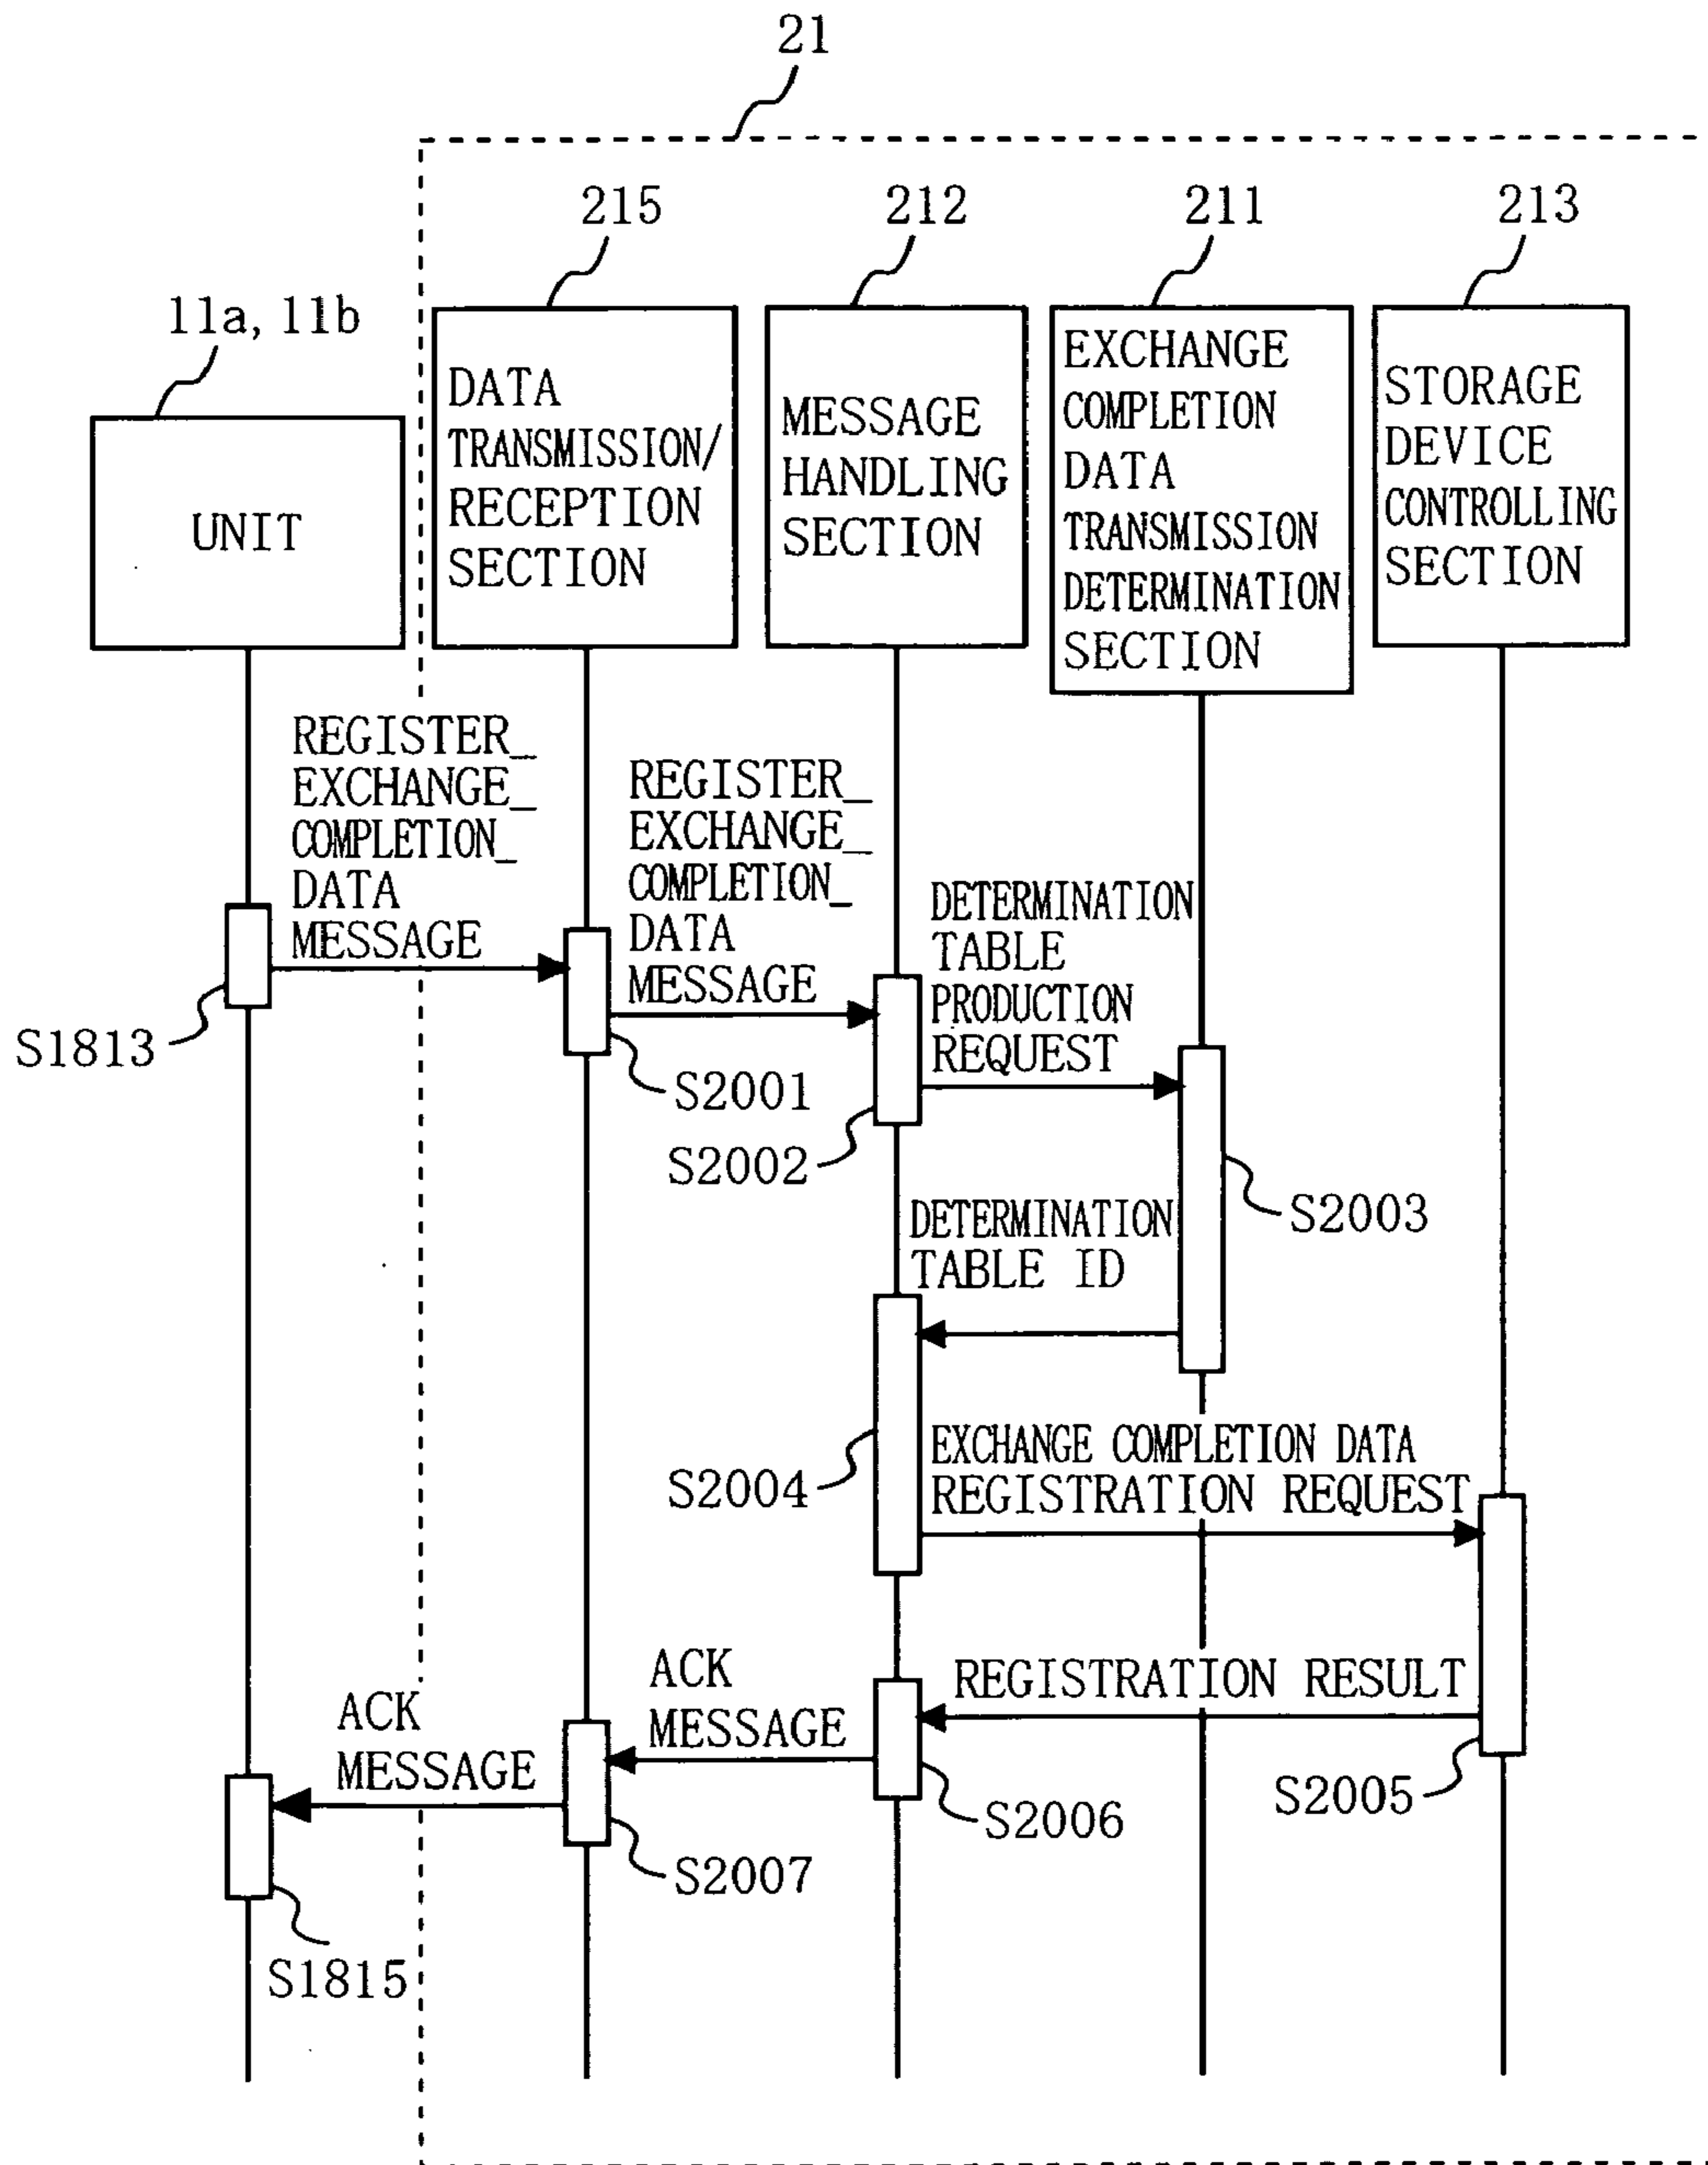 21
215
212
211
213
11a, 11b
UNIT
DATA
TRANSMISSION/
RECEPTION
SECTION
MESSAGE
HANDLING
SECTION
EXCHANGE
COMPLETION
DATA
TRANSMISSION
DETERMINATION
SECTION
STORAGE
DEVICE
CONTROLLING
SECTION
REGISTER_
EXCHANGE_
COMPLETION_
DATA
MESSAGE
REGISTER_
EXCHANGE_
COMPLETION_
DATA
MESSAGE
DETERMINATION
TABLE
PRODUCTION
REQUEST
S1813
S2001
S2002
S2003
DETERMINATION
TABLE ID
S2004
EXCHANGE COMPLETION DATA
REGISTRATION REQUEST
REGISTRATION RESULT
S2005
ACK
MESSAGE
S2006
ACK
MESSAGE
S2007
S1815